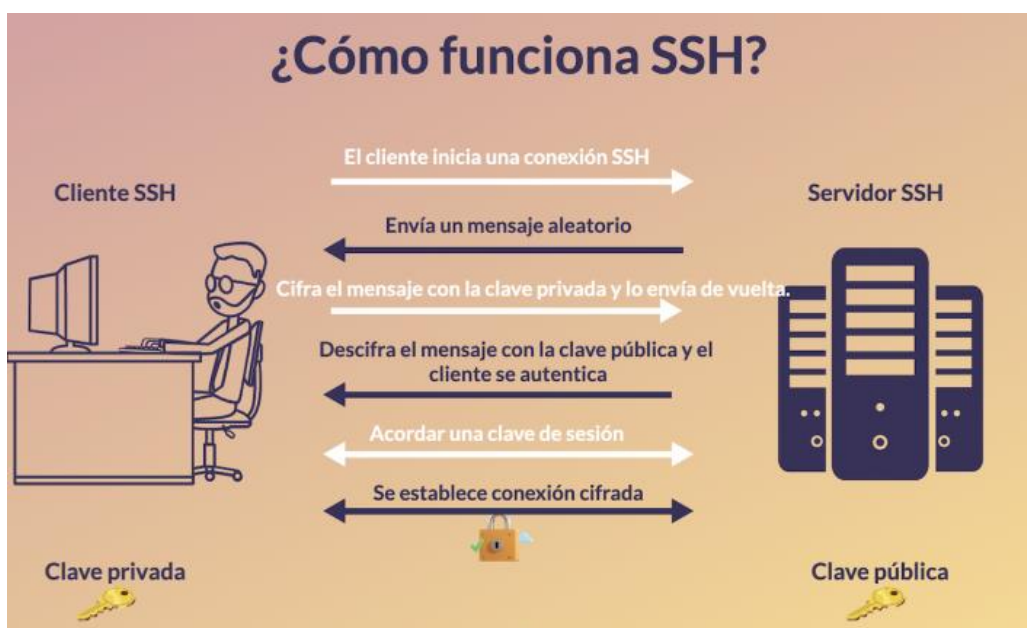 ¿Cómo funciona SSH?
El cliente inicia una conexión SSH
Cliente SSH
Servidor SSH
Envía un mensaje aleatorio
Cifra el mensaje con la clave privada y lo envía de vuelta.
Descifra el mensaje con la clave pública y el
cliente se autentica
Acordar una clave de sesión
Se establece conexión cifrada
Clave privada
Clave pública